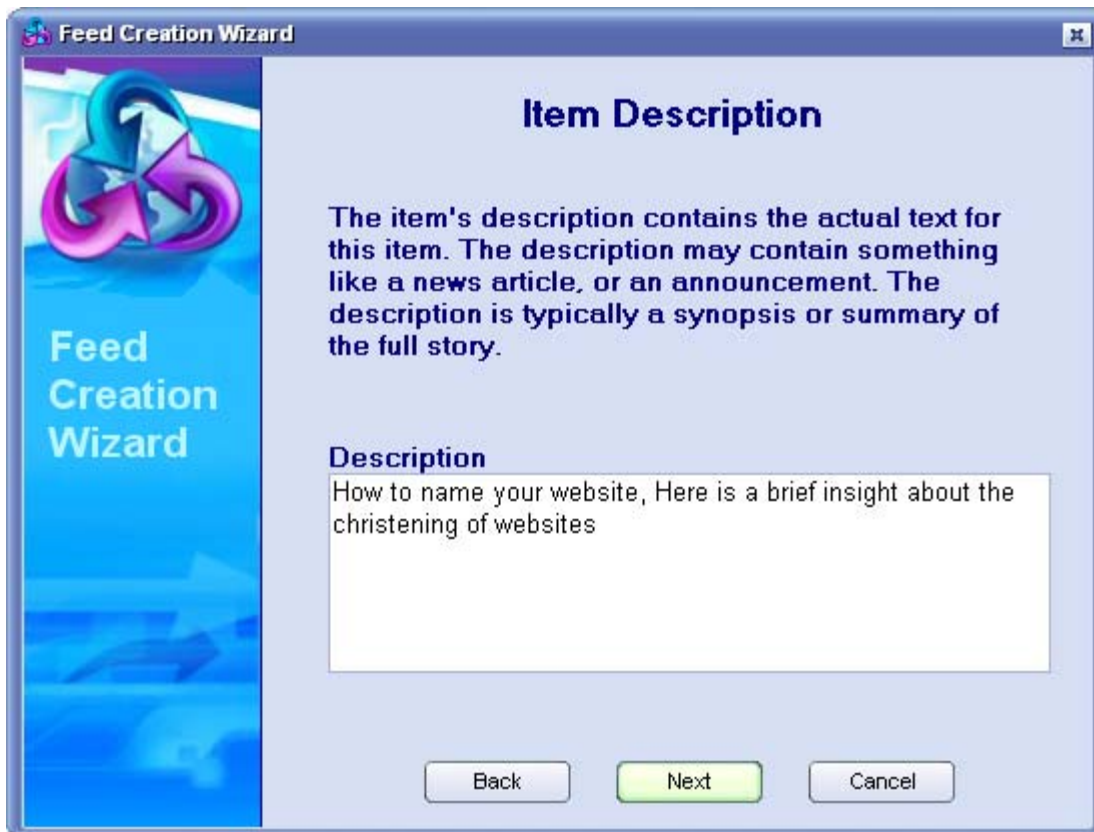 Feed Creation Wizard
Item Description
The item's description contains the actual text for
this item. The description may contain something
like a news article, or an announcement. The
description is typically a synopsis or summary of
the full story.
Feed
Creation
Wizard
Description
How to name your website, Here is a brief insight about the
christening of websites
Back
Next
Cancel